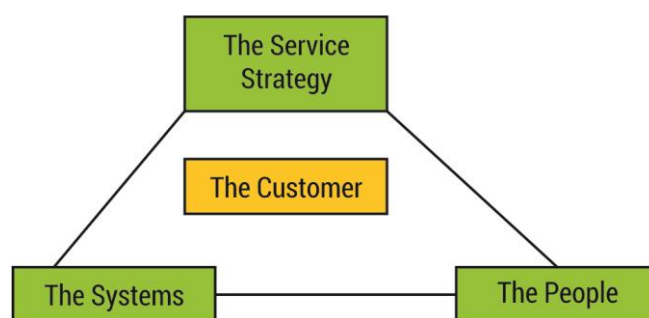 The Service
Strategy
The Customer
The Systems
The People